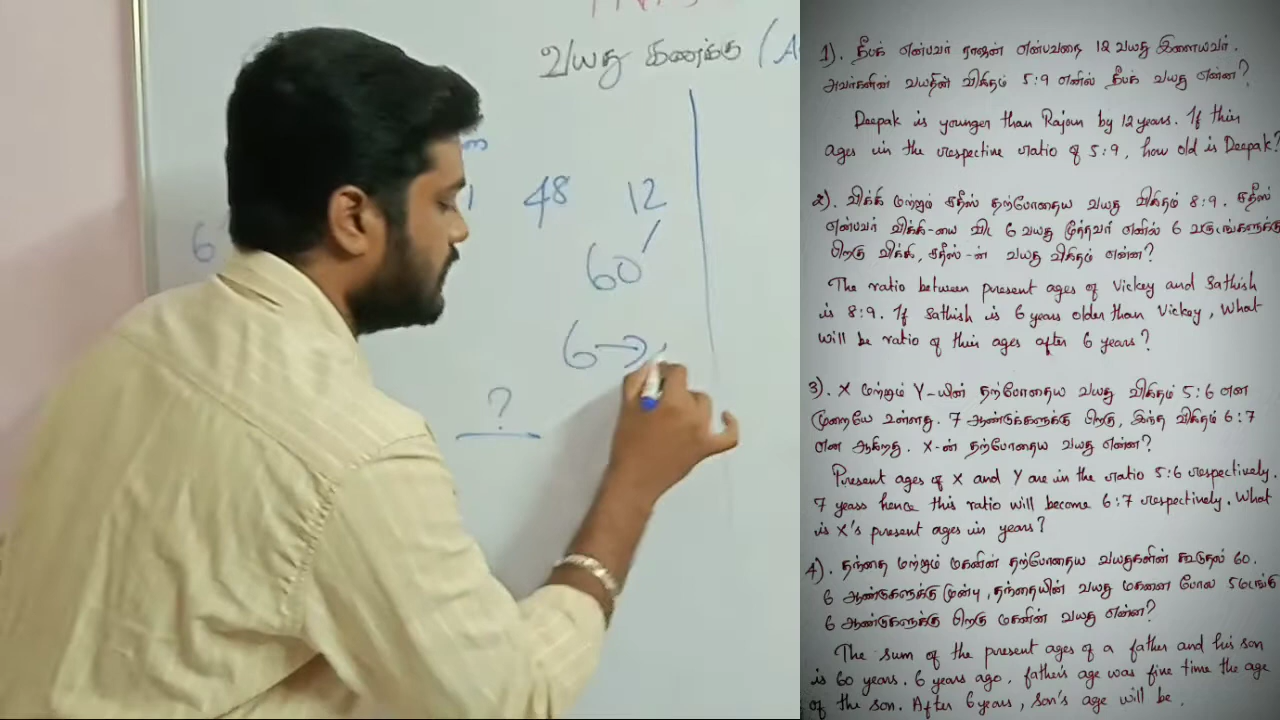 வயது கணக்கு (A
48 12
60
6→
?
1). தீபக் என்பவர் ராஜன் என்பவரை 12 வயது இளையவர்.
அவர்களின் வயதின் விகிதம் 5:9 எனில் தீபக் வயது என்ன?
Deepak is younger than Rajan by 12 years. If thier
ages in the respective ratio of 5:9, how old is Deepak?
2). விக்கி மற்றும் சதீஸ் தற்போதைய வயது விகிதம் 8:9. சதீஸ்
என்பவர் விக்கி-யை விட 6 வயது மூத்தவர் எனில் 6 வருடங்களுக்கு
பிறகு விக்கி, சதீஸ்-ன் வயது விகிதம் என்ன?
The ratio between present ages of Vickey and Sathish
is 8:9. If Sathish is 6 years older than Vickey, What
will be ratio of thier ages after 6 years?
3) X மற்றும் Y-யின் தற்போதைய வயது விகிதம் 5:6 என
முறையே உள்ளது. 7 ஆண்டுக்களுக்கு பிறகு, இந்த விகிதம் 6:7
என ஆகிறது. X-ன் தற்போதைய வயது என்ன?
Present ages of X and Y are in the ratio 5:6 respectively.
7 years hence this ratio will become 6:7 respectively. What
is X's present ages in years?
4). தந்தை மற்றும் மகனின் தற்போதைய வயதுகளின் கூடுதல் 60.
6 ஆண்டுகளுக்கு முன்பு, தந்தையின் வயது மகனை போல 5 மடங்கு
6 ஆண்டுகளுக்கு பிறகு மகனின் வயது என்ன?
The sum of the present ages of a father and his son
is 60 years. 6 years ago, father's age was five time the age
of the son. After 6 years, son's age will be.